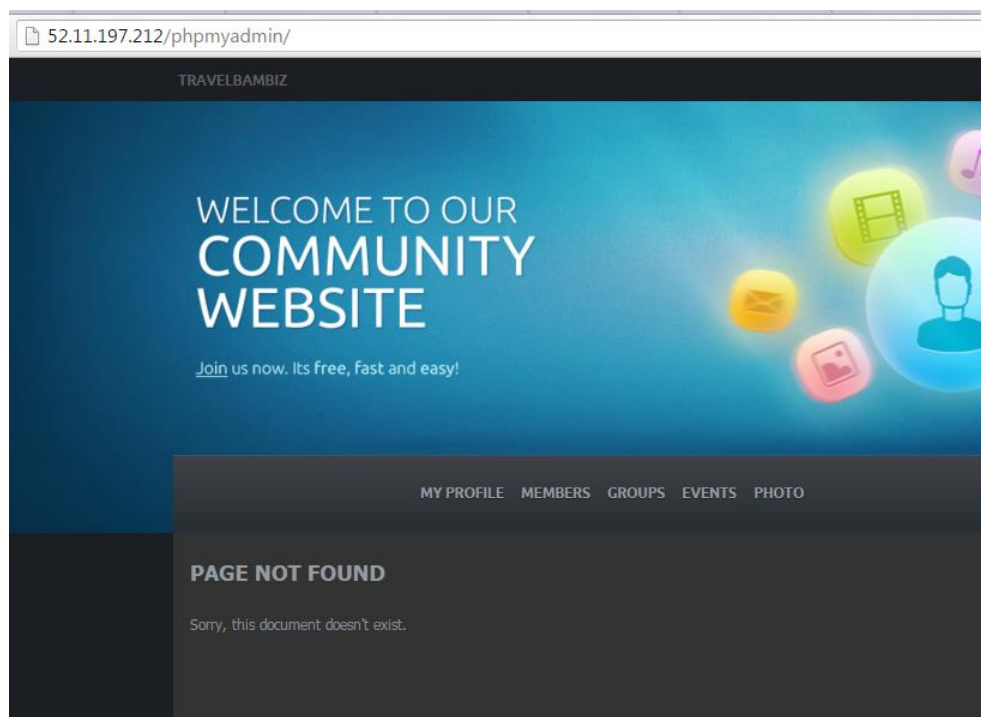 52.11.197.212/phpmyadmin/
TRAVELBAMBIZ
WELCOME TO OUR
COMMUNITY
WEBSITE
Join us now. Its free, fast and easy!
MY PROFILE MEMBERS GROUPS EVENTS PHOTO
PAGE NOT FOUND
Sorry, this document doesn't exist.